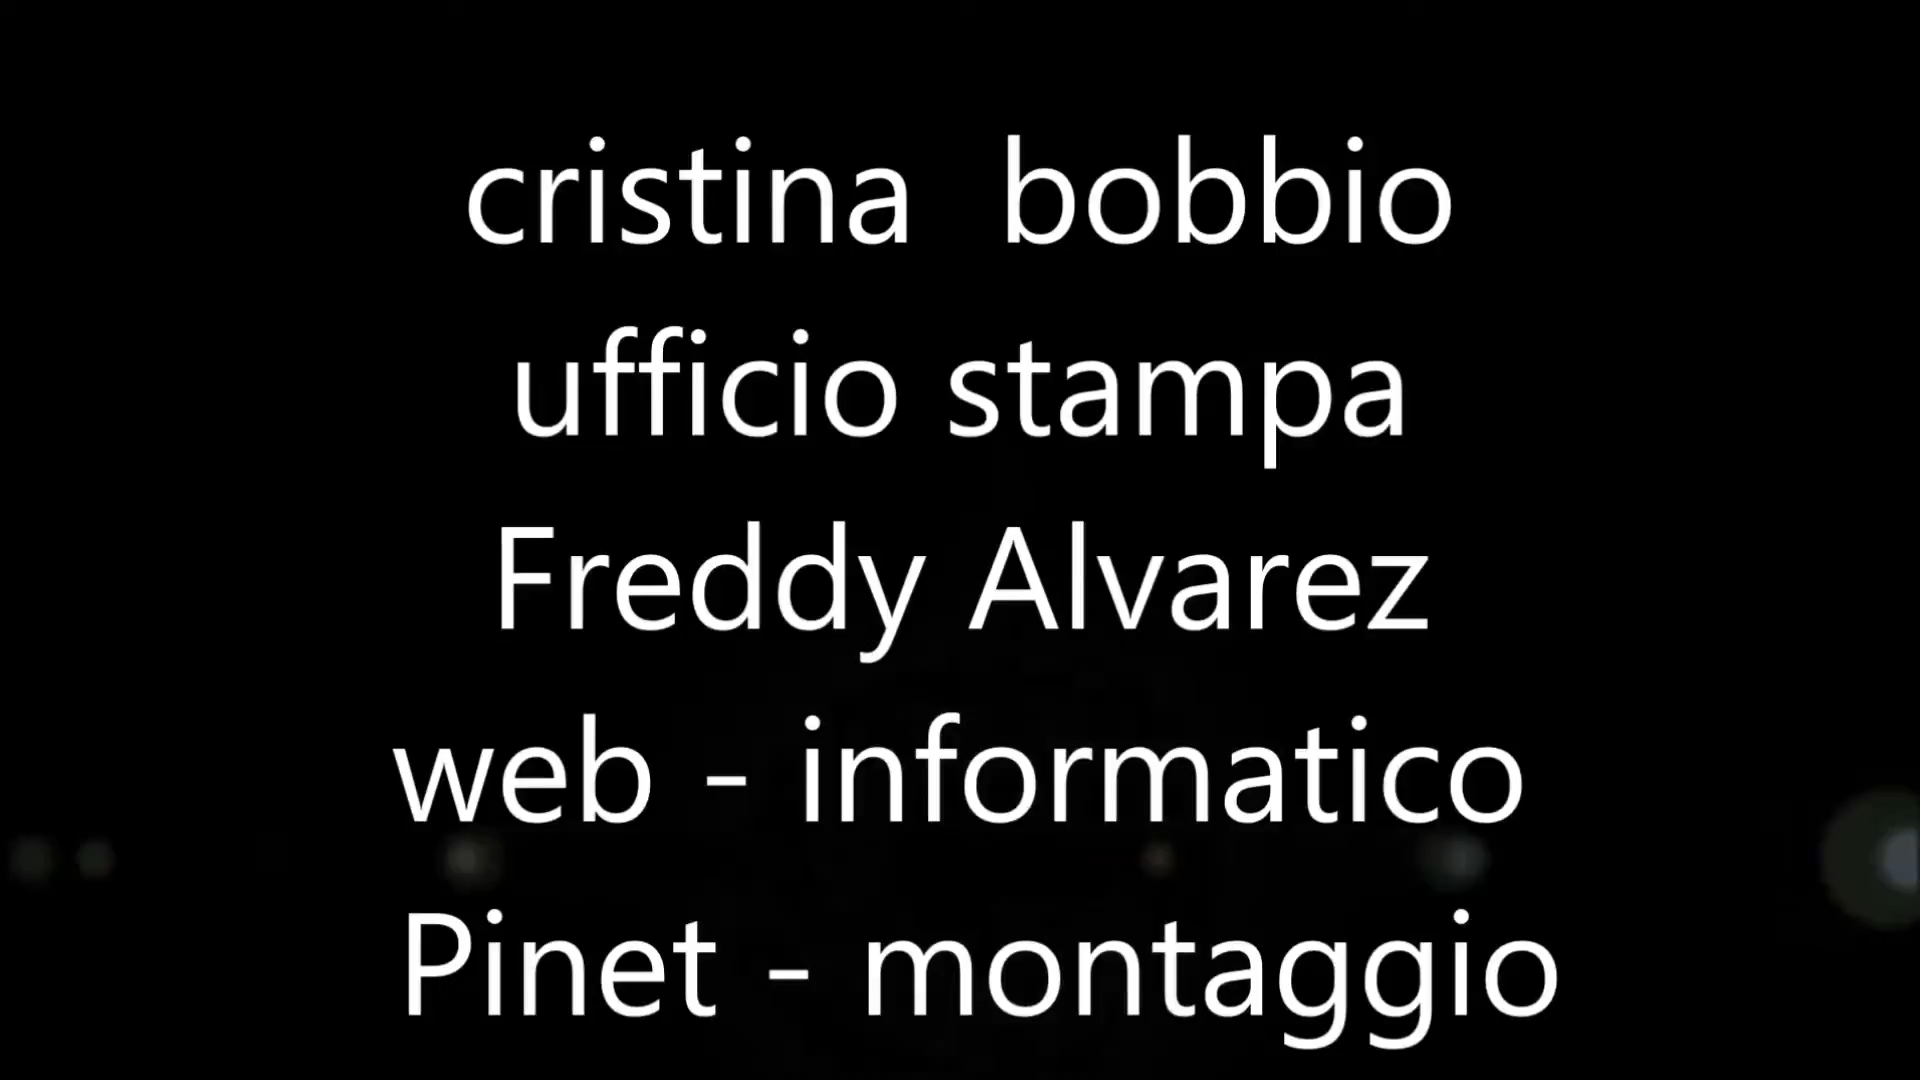 cristina  bobbio
ufficio stampa
Freddy Alvarez
web - informatico
Pinet - montaggio